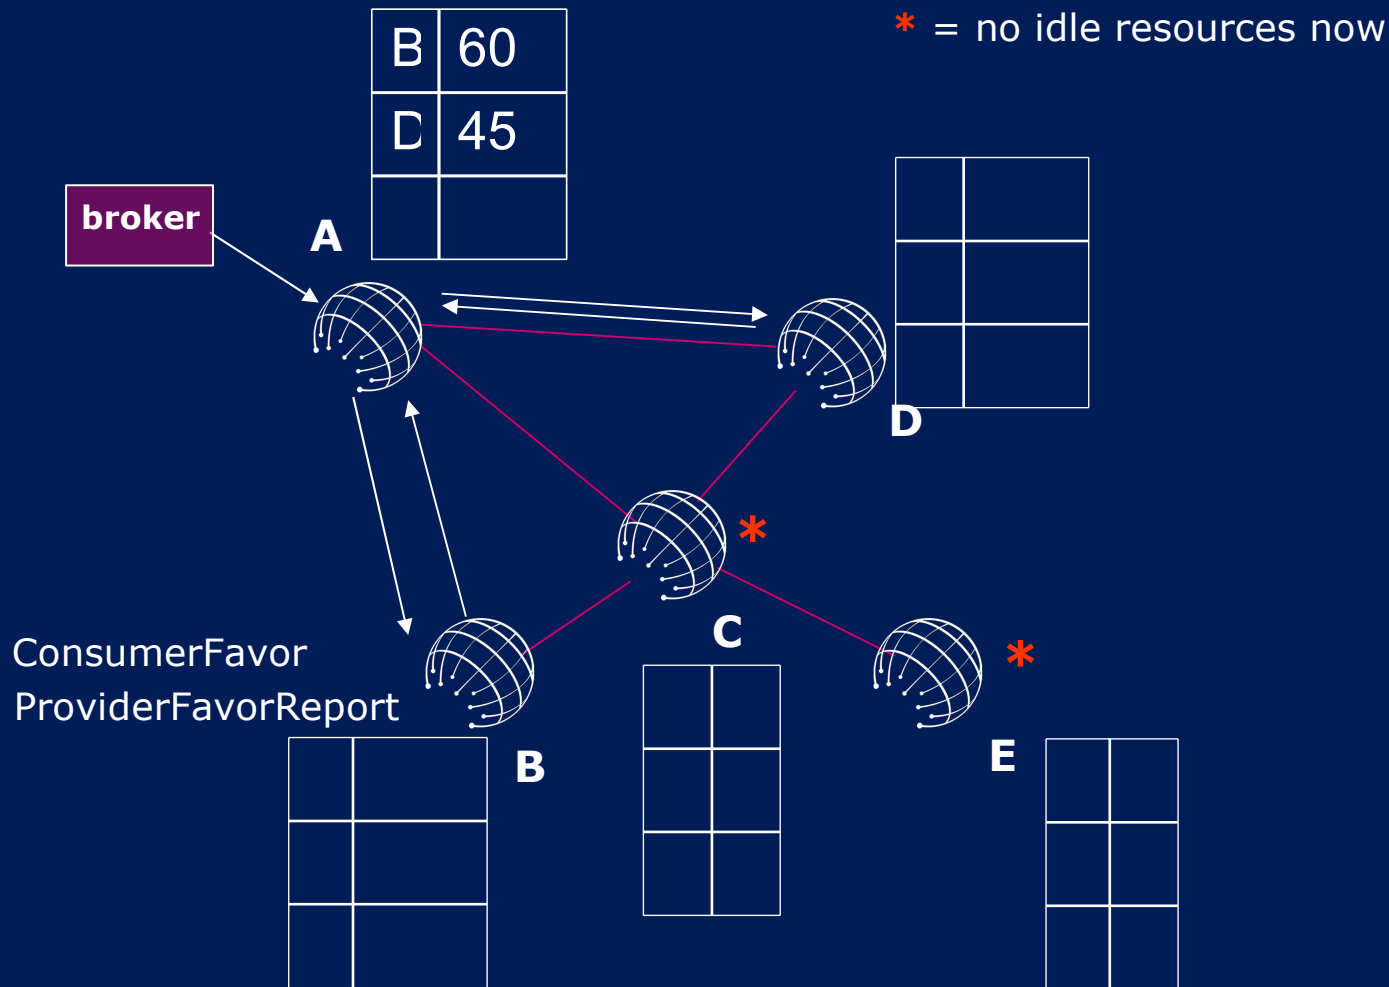 * = no idle resources now
B 60
D 45
broker
A
D
*
C
*
ConsumerFavor
ProviderFavorReport
B
E